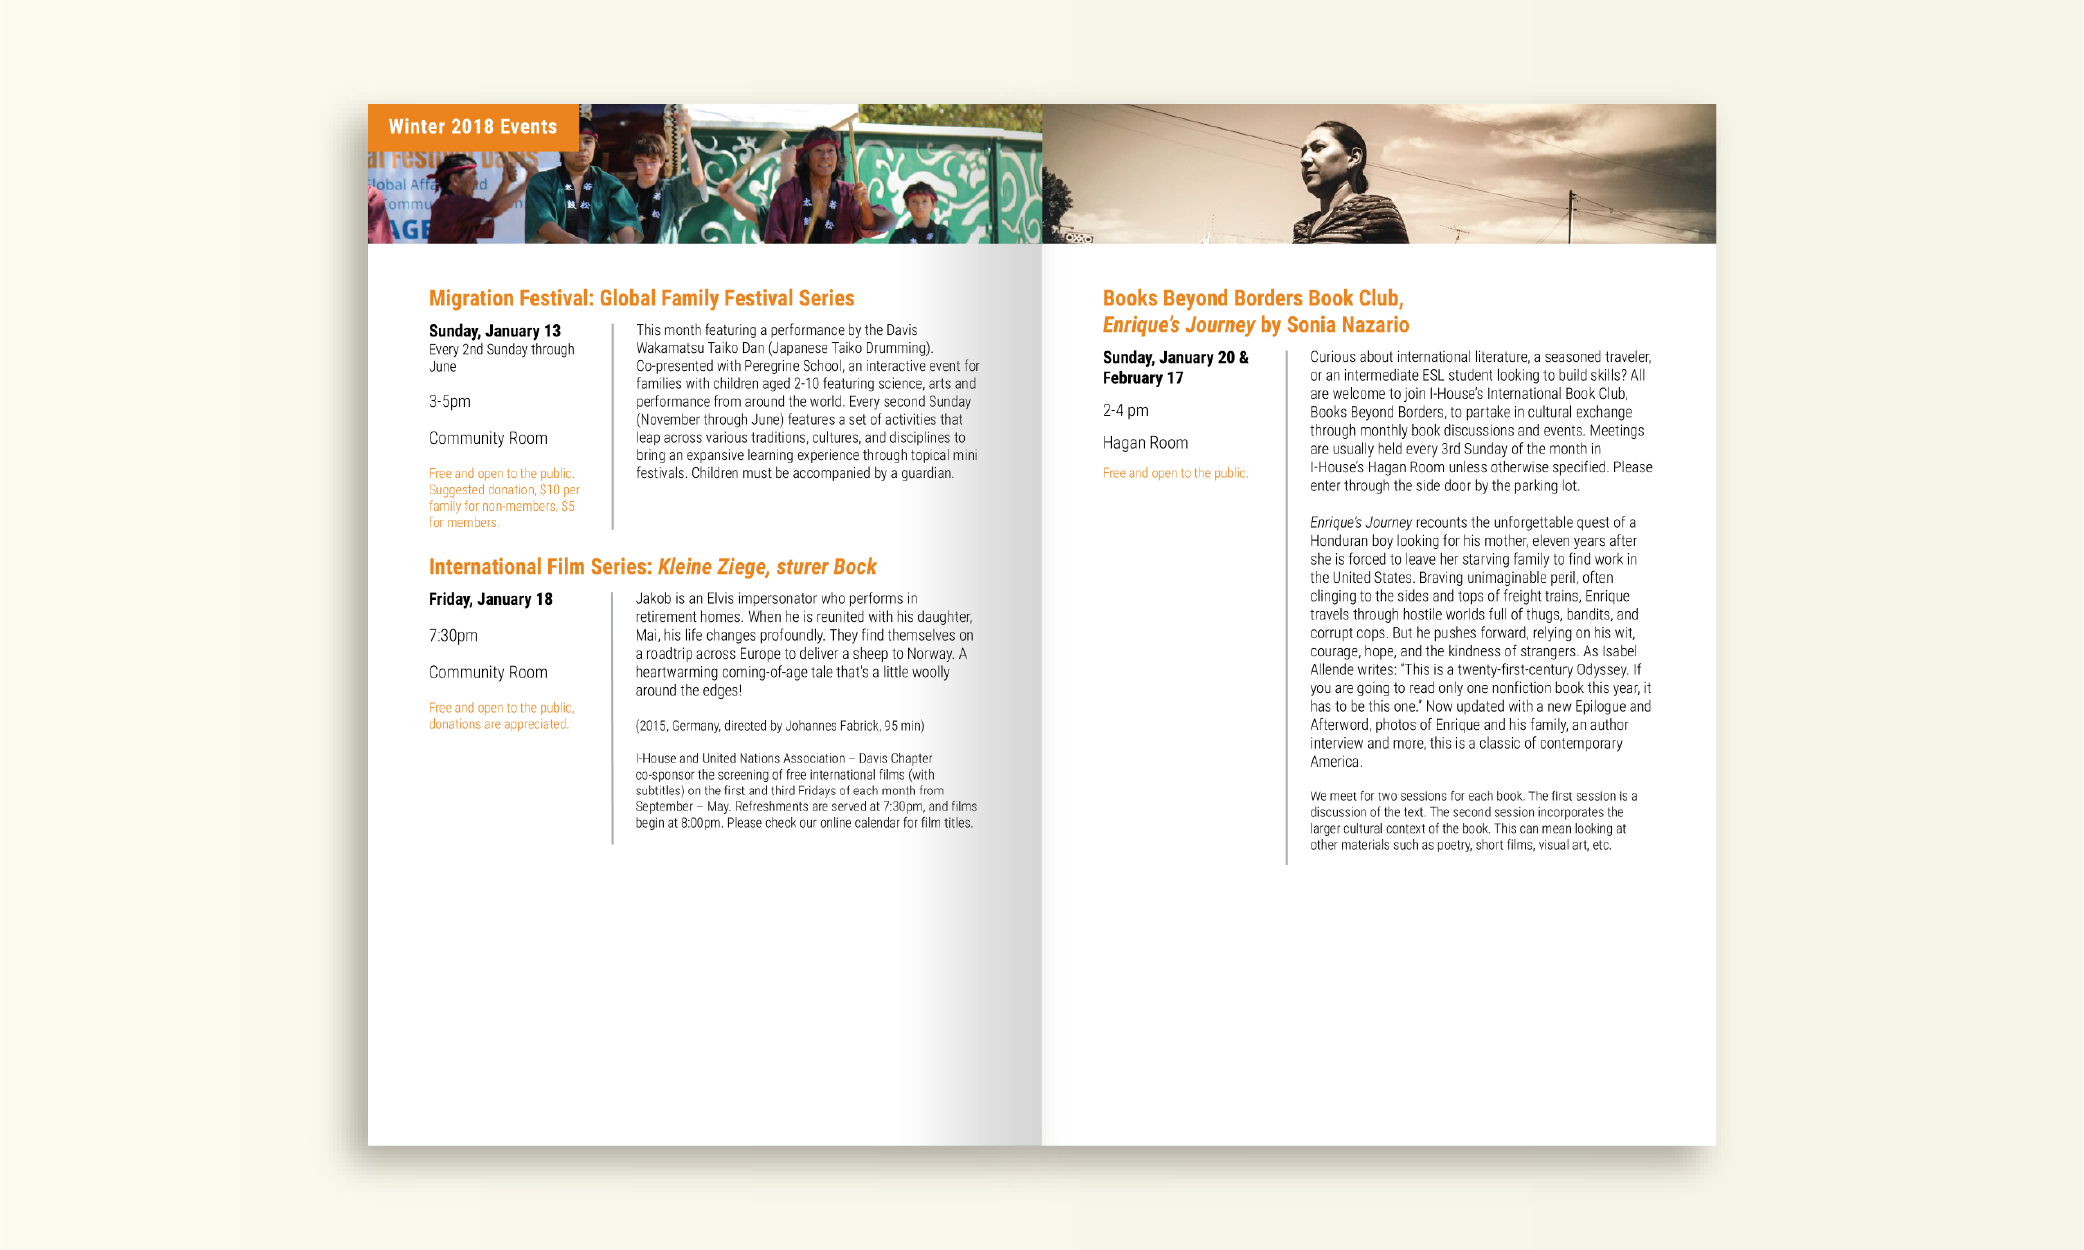 Winter 2018 Events
al Festival Davis
Global Affa nd
Commu n
AGE
Migration Festival: Global Family Festival Series
Sunday, January 13
Every 2nd Sunday through
June
3-5pm
Community Room
Free and open to the public.
Suggested donation, $10 per
family for non-members, $5
for members.
This month featuring a performance by the Davis
Wakamatsu Taiko Dan (Japanese Taiko Drumming).
Co-presented with Peregrine School, an interactive event for
families with children aged 2-10 featuring science, arts and
performance from around the world. Every second Sunday
(November through June) features a set of activities that
leap across various traditions, cultures, and disciplines to
bring an expansive learning experience through topical mini
festivals. Children must be accompanied by a guardian.
International Film Series: Kleine Ziege, sturer Bock
Friday, January 18
7:30pm
Community Room
Free and open to the public,
donations are appreciated.
Jakob is an Elvis impersonator who performs in
retirement homes. When he is reunited with his daughter,
Mai, his life changes profoundly. They find themselves on
a roadtrip across Europe to deliver a sheep to Norway. A
heartwarming coming-of-age tale that's a little woolly
around the edges!
(2015, Germany, directed by Johannes Fabrick, 95 min)
I-House and United Nations Association – Davis Chapter
co-sponsor the screening of free international films (with
subtitles) on the first and third Fridays of each month from
September – May. Refreshments are served at 7:30pm, and films
begin at 8:00pm. Please check our online calendar for film titles.
Books Beyond Borders Book Club,
Enrique's Journey by Sonia Nazario
Sunday, January 20 &
February 17
2-4 pm
Hagan Room
Free and open to the public.
Curious about international literature, a seasoned traveler,
or an intermediate ESL student looking to build skills? All
are welcome to join I-House's International Book Club,
Books Beyond Borders, to partake in cultural exchange
through monthly book discussions and events. Meetings
are usually held every 3rd Sunday of the month in
I-House's Hagan Room unless otherwise specified. Please
enter through the side door by the parking lot.
Enrique's Journey recounts the unforgettable quest of a
Honduran boy looking for his mother, eleven years after
she is forced to leave her starving family to find work in
the United States. Braving unimaginable peril, often
clinging to the sides and tops of freight trains, Enrique
travels through hostile worlds full of thugs, bandits, and
corrupt cops. But he pushes forward, relying on his wit,
courage, hope, and the kindness of strangers. As Isabel
Allende writes: "This is a twenty-first-century Odyssey. If
you are going to read only one nonfiction book this year, it
has to be this one." Now updated with a new Epilogue and
Afterword, photos of Enrique and his family, an author
interview and more, this is a classic of contemporary
America.
We meet for two sessions for each book. The first session is a
discussion of the text. The second session incorporates the
larger cultural context of the book. This can mean looking at
other materials such as poetry, short films, visual art, etc.